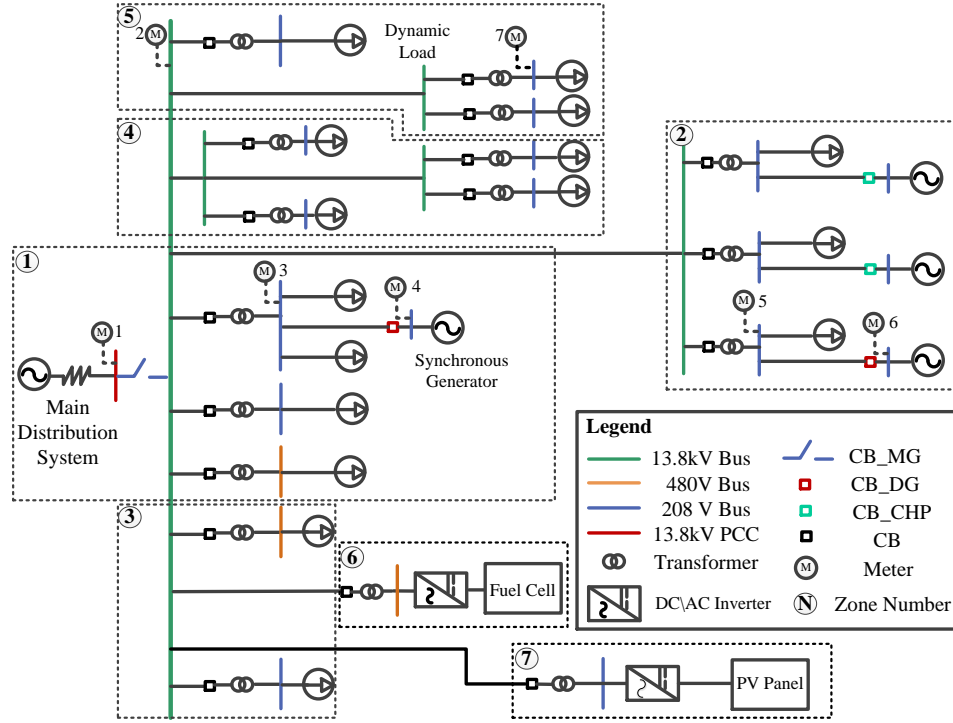 5
2
M
Dynamic
Load
7
M
4
2
1
3
M
M
4
5
M
M
6
M
1
Synchronous
Generator
Main
Distribution
System
Legend
13.8kV Bus
CB_MG
480V Bus
CB_DG
208 V Bus
CB_CHP
13.8kV PCC
CB
Transformer
M
Meter
DC\AC Inverter
N
Zone Number
3
6
Fuel Cell
7
PV Panel